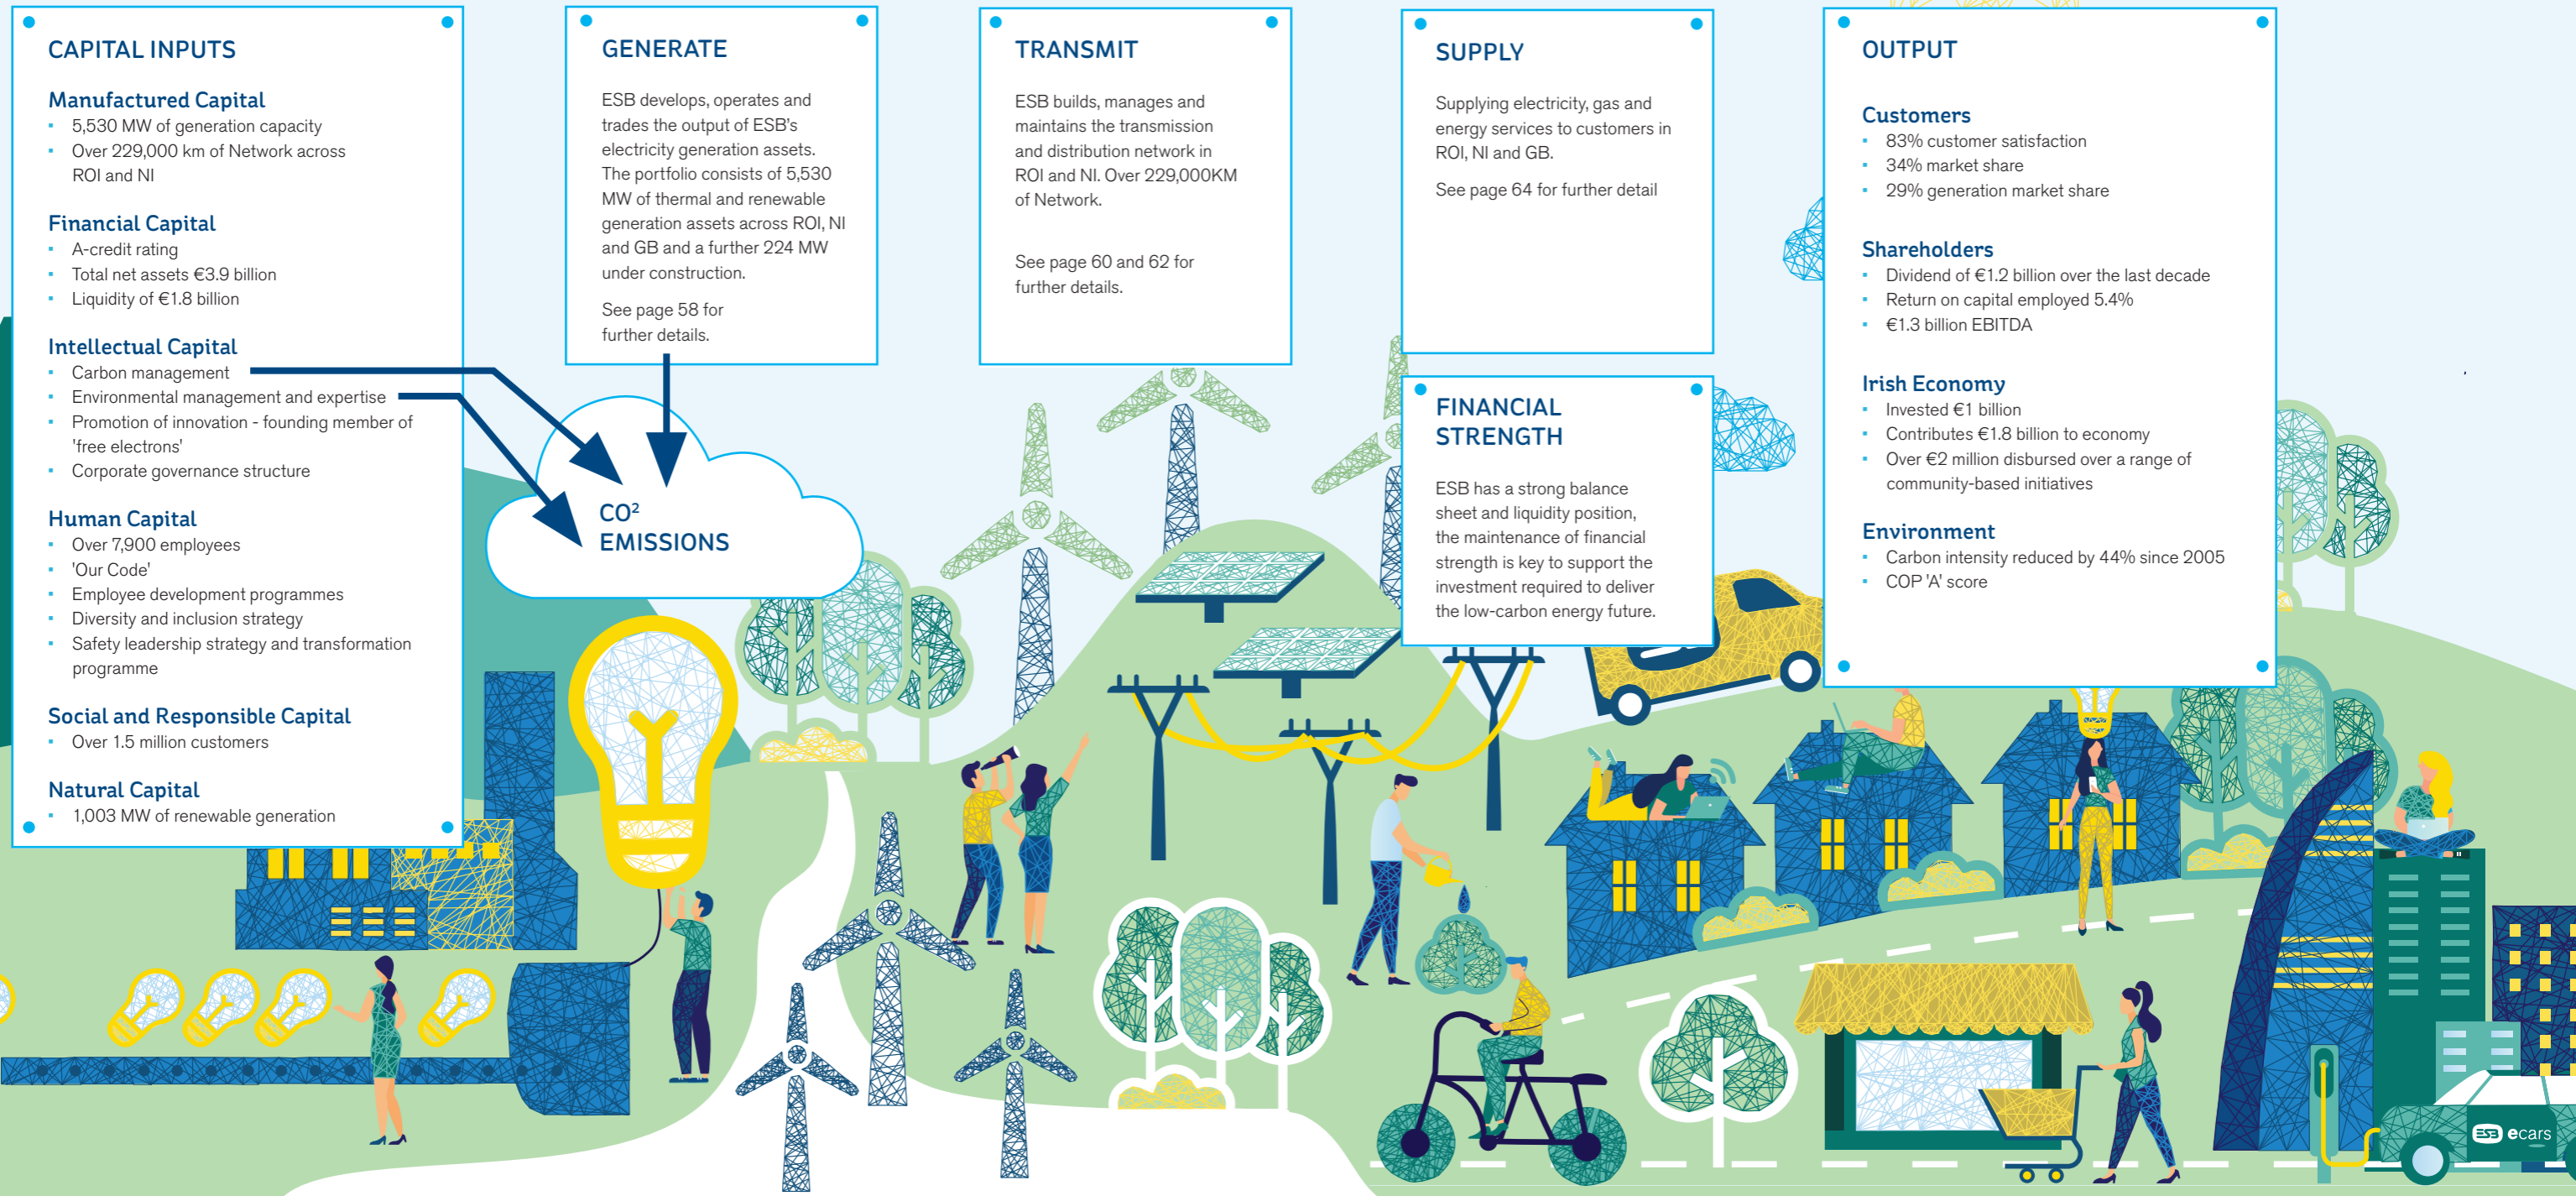 CAPITAL INPUTS
Manufactured Capital
▪ 5,530 MW of generation capacity
▪ Over 229,000 km of Network across
ROI and NI
Financial Capital
▪ A-credit rating
▪ Total net assets €3.9 billion
▪ Liquidity of €1.8 billion
Intellectual Capital
▪ Carbon management
▪ Environmental management and expertise
▪ Promotion of innovation - founding member of
'free electrons'
▪ Corporate governance structure
Human Capital
▪ Over 7,900 employees
▪ 'Our Code'
▪ Employee development programmes
▪ Diversity and inclusion strategy
▪ Safety leadership strategy and transformation
programme
Social and Responsible Capital
▪ Over 1.5 million customers
Natural Capital
▪ 1,003 MW of renewable generation
GENERATE
ESB develops, operates and
trades the output of ESB's
electricity generation assets.
The portfolio consists of 5,530
MW of thermal and renewable
generation assets across ROI, NI
and GB and a further 224 MW
under construction.
See page 58 for
further details.
CO²
EMISSIONS
TRANSMIT
ESB builds, manages and
maintains the transmission
and distribution network in
ROI and NI. Over 229,000KM
of Network.
See page 60 and 62 for
further details.
SUPPLY
Supplying electricity, gas and
energy services to customers in
ROI, NI and GB.
See page 64 for further detail
FINANCIAL
STRENGTH
ESB has a strong balance
sheet and liquidity position,
the maintenance of financial
strength is key to support the
investment required to deliver
the low-carbon energy future.
OUTPUT
Customers
▪ 83% customer satisfaction
▪ 34% market share
▪ 29% generation market share
Shareholders
▪ Dividend of €1.2 billion over the last decade
▪ Return on capital employed 5.4%
▪ €1.3 billion EBITDA
Irish Economy
▪ Invested €1 billion
▪ Contributes €1.8 billion to economy
▪ Over €2 million disbursed over a range of
community-based initiatives
Environment
▪ Carbon intensity reduced by 44% since 2005
▪ COP 'A' score
ESB ecars